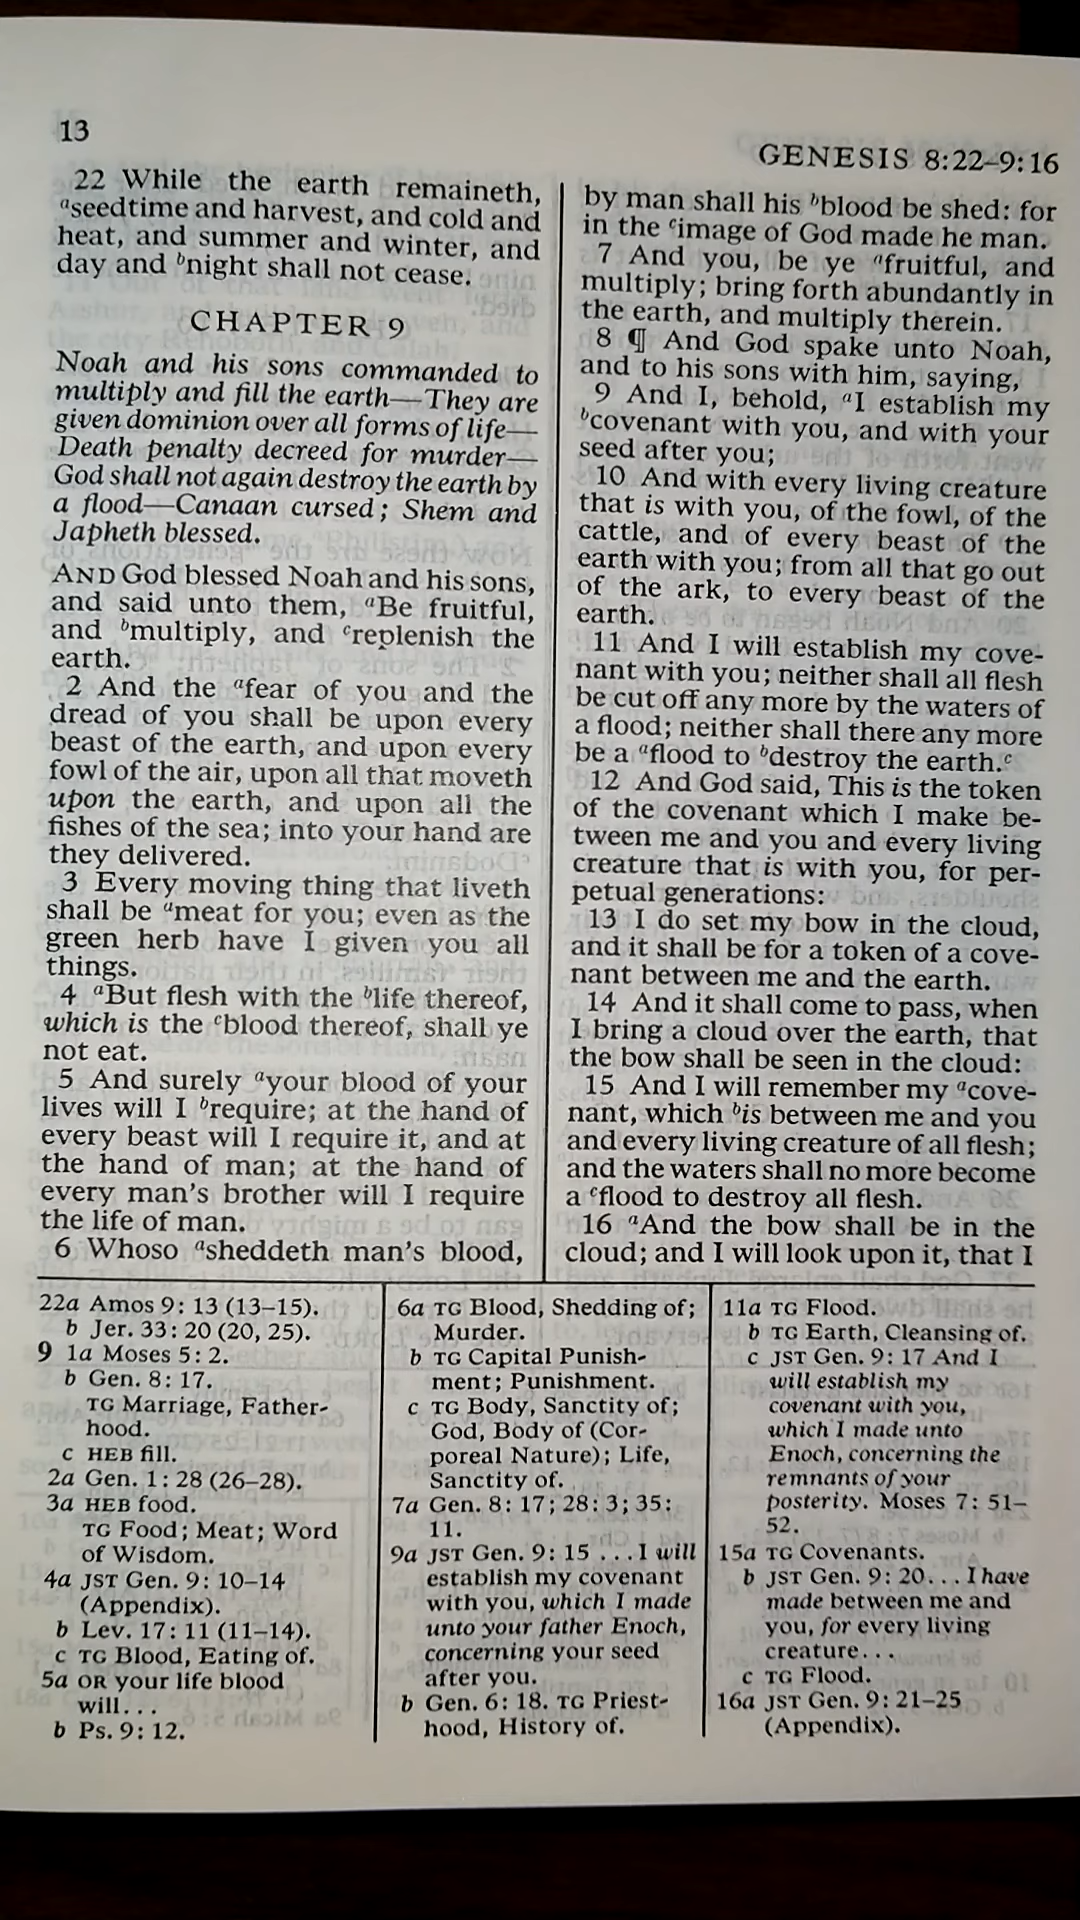 13
GENESIS 8:22–9:16
22 While the earth remaineth,
ᵃseedtime and harvest, and cold and
heat, and summer and winter, and
day and ᵇnight shall not cease.
CHAPTER 9
Noah and his sons commanded to
multiply and fill the earth—They are
given dominion over all forms of life—
Death penalty decreed for murder—
God shall not again destroy the earth by
a flood—Canaan cursed; Shem and
Japheth blessed.
AND God blessed Noah and his sons,
and said unto them, ᵃBe fruitful,
and ᵇmultiply, and ᶜreplenish the
earth.
2 And the ᵃfear of you and the
dread of you shall be upon every
beast of the earth, and upon every
fowl of the air, upon all that moveth
upon the earth, and upon all the
fishes of the sea; into your hand are
they delivered.
3 Every moving thing that liveth
shall be ᵃmeat for you; even as the
green herb have I given you all
things.
4 ᵃBut flesh with the ᵇlife thereof,
which is the ᶜblood thereof, shall ye
not eat.
5 And surely ᵃyour blood of your
lives will I ᵇrequire; at the hand of
every beast will I require it, and at
the hand of man; at the hand of
every man's brother will I require
the life of man.
6 Whoso ᵃsheddeth man's blood,
by man shall his ᵇblood be shed: for
in the ᶜimage of God made he man.
7 And you, be ye ᵃfruitful, and
multiply; bring forth abundantly in
the earth, and multiply therein.
8 ¶ And God spake unto Noah,
and to his sons with him, saying,
9 And I, behold, ᵃI establish my
ᵇcovenant with you, and with your
seed after you;
10 And with every living creature
that is with you, of the fowl, of the
cattle, and of every beast of the
earth with you; from all that go out
of the ark, to every beast of the
earth.
11 And I will establish my cove-
nant with you; neither shall all flesh
be cut off any more by the waters of
a flood; neither shall there any more
be a ᵃflood to ᵇdestroy the earth.ᶜ
12 And God said, This is the token
of the covenant which I make be-
tween me and you and every living
creature that is with you, for per-
petual generations:
13 I do set my bow in the cloud,
and it shall be for a token of a cove-
nant between me and the earth.
14 And it shall come to pass, when
I bring a cloud over the earth, that
the bow shall be seen in the cloud:
15 And I will remember my ᵃcove-
nant, which ᵇis between me and you
and every living creature of all flesh;
and the waters shall no more become
a ᶜflood to destroy all flesh.
16 ᵃAnd the bow shall be in the
cloud; and I will look upon it, that I
22a Amos 9: 13 (13–15).
b Jer. 33: 20 (20, 25).
9 1a Moses 5: 2.
b Gen. 8: 17.
TG Marriage, Father-
hood.
c HEB fill.
2a Gen. 1: 28 (26–28).
3a HEB food.
TG Food; Meat; Word
of Wisdom.
4a JST Gen. 9: 10–14
(Appendix).
b Lev. 17: 11 (11–14).
c TG Blood, Eating of.
5a OR your life blood
will...
b Ps. 9: 12.
6a TG Blood, Shedding of;
Murder.
b TG Capital Punish-
ment; Punishment.
c TG Body, Sanctity of;
God, Body of (Cor-
poreal Nature); Life,
Sanctity of.
7a Gen. 8: 17; 28: 3; 35:
11.
9a JST Gen. 9: 15 ...I will
establish my covenant
with you, which I made
unto your father Enoch,
concerning your seed
after you.
b Gen. 6: 18. TG Priest-
hood, History of.
11a TG Flood.
b TG Earth, Cleansing of.
c JST Gen. 9: 17 And I
will establish my
covenant with you,
which I made unto
Enoch, concerning the
remnants of your
posterity. Moses 7: 51–
52.
15a TG Covenants.
b JST Gen. 9: 20...I have
made between me and
you, for every living
creature...
c TG Flood.
16a JST Gen. 9: 21–25
(Appendix).